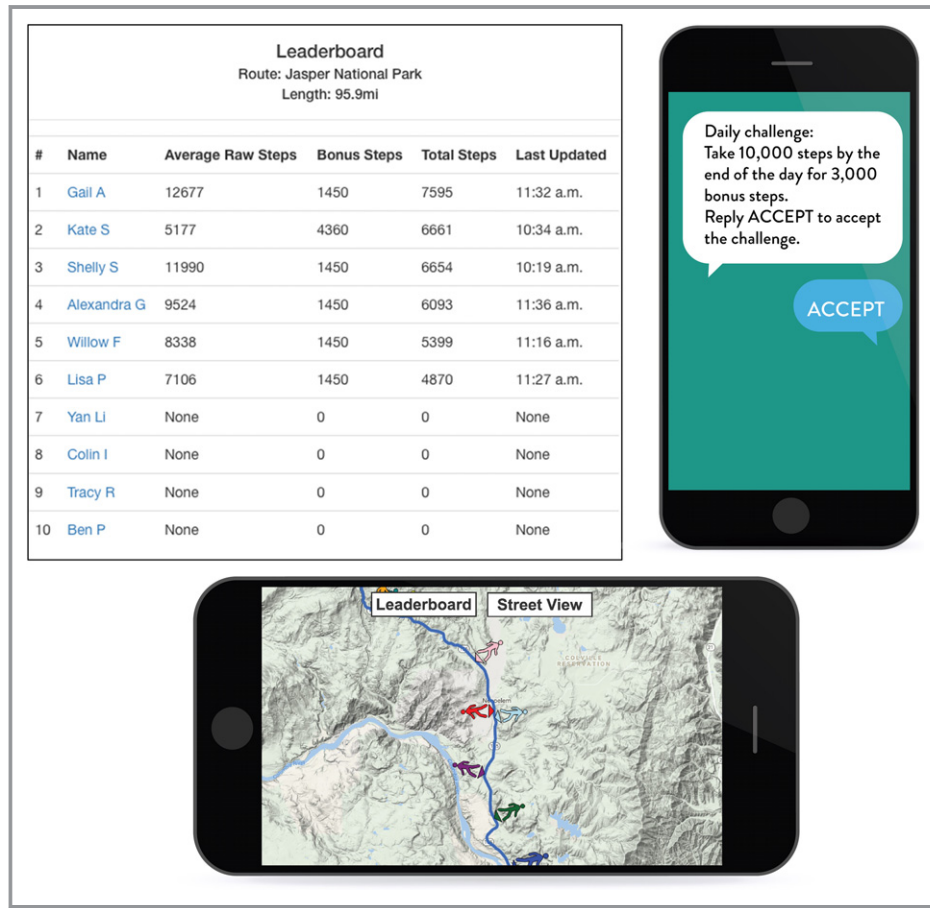 Leaderboard
Route: Jasper National Park
Length: 95.9mi
# Name Average Raw Steps Bonus Steps Total Steps Last Updated
1 Gail A 12677 1450 7595 11:32 a.m.
2 Kate S 5177 4360 6661 10:34 a.m.
3 Shelly S 11990 1450 6654 10:19 a.m.
4 Alexandra G 9524 1450 6093 11:36 a.m.
5 Willow F 8338 1450 5399 11:16 a.m.
6 Lisa P 7106 1450 4870 11:27 a.m.
7 Yan Li None 0 0 None
8 Colin I None 0 0 None
9 Tracy R None 0 0 None
10 Ben P None 0 0 None
Daily challenge:
Take 10,000 steps by the
end of the day for 3,000
bonus steps.
Reply ACCEPT to accept
the challenge.
ACCEPT
Leaderboard Street View
COLVILLE
RESERVATION